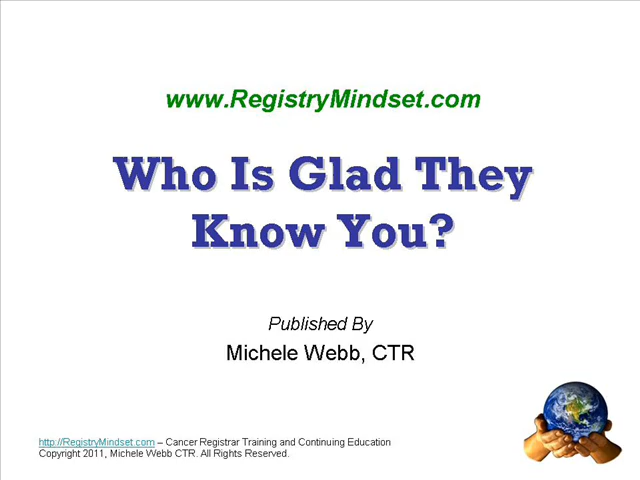 www.RegistryMindset.com
Who Is Glad They
Know You?
Published By
Michele Webb, CTR
http://RegistryMindset.com – Cancer Registrar Training and Continuing Education
Copyright 2011, Michele Webb CTR. All Rights Reserved.